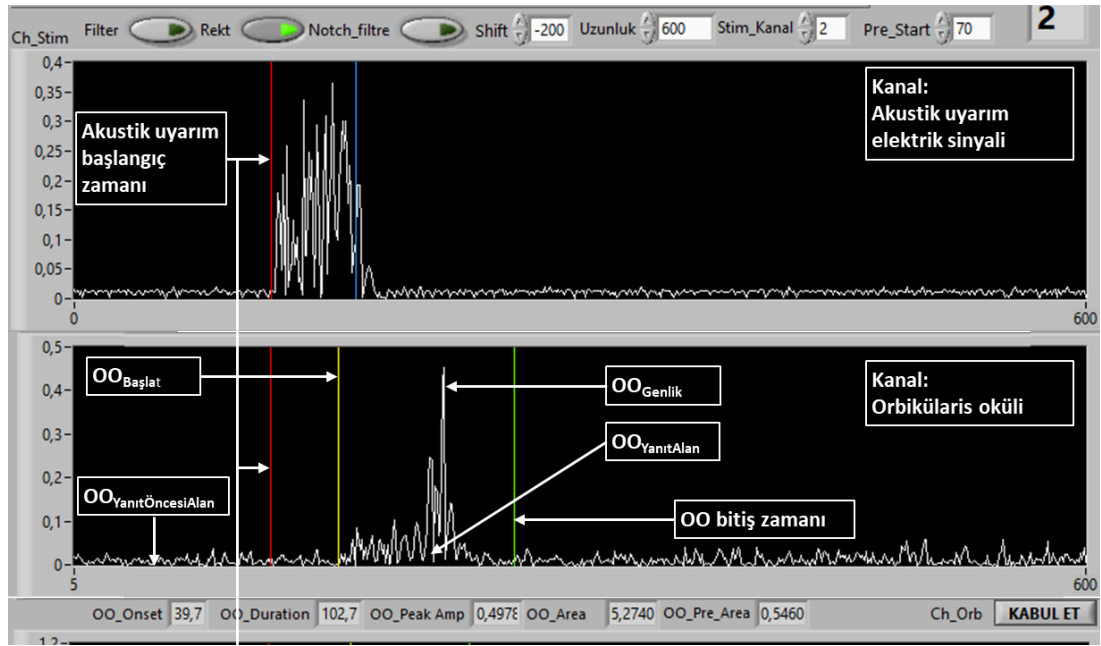 Ch_Stim Filter Rekt Notch_filtre Shift -200 Uzunluk 600 Stim_Kanal 2 Pre_Start 70 2
0,4
0,35
0,25
0,2
0,15
0,1
0,05
0
0 600
Akustik uyarım
başlangıç
zamanı
Kanal:
Akustik uyarım
elektrik sinyali
0,5
0,4
0,3
0,2
0,1
0
5 600
OOBaşlat
OOYanıtÖncesiAlan
OOGenlik
OOYanıtAlan
OO bitiş zamanı
Kanal:
Orbikülaris oküli
OO_Onset 39,7 OO_Duration 102,7 OO_Peak Amp 0,4978 OO_Area 5,2740 OO_Pre_Area 0,5460 Ch_Orb KABUL ET
1,2